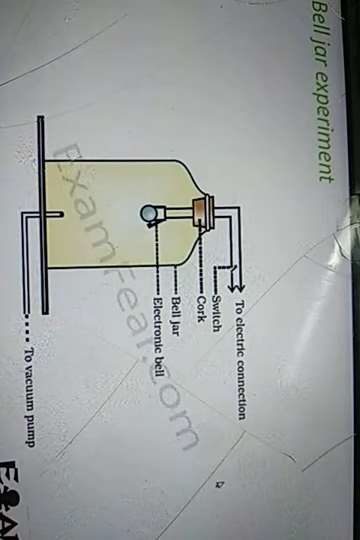 Bell jar experiment
To electric connection
Switch
Cork
Bell jar
Electronic bell
To vacuum pump
ExamFear.com